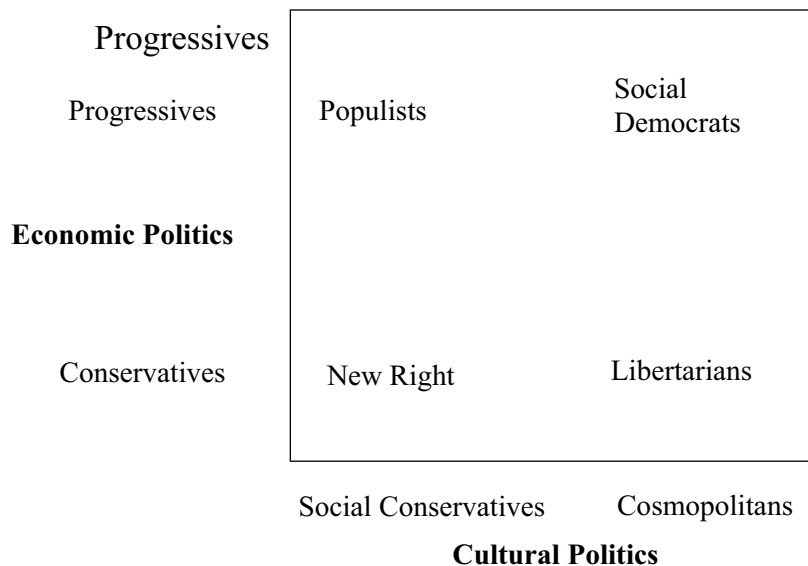 Progressives
Progressives
Populists
Social
Democrats
Economic Politics
Conservatives
New Right
Libertarians
Social Conservatives
Cosmopolitans
Cultural Politics